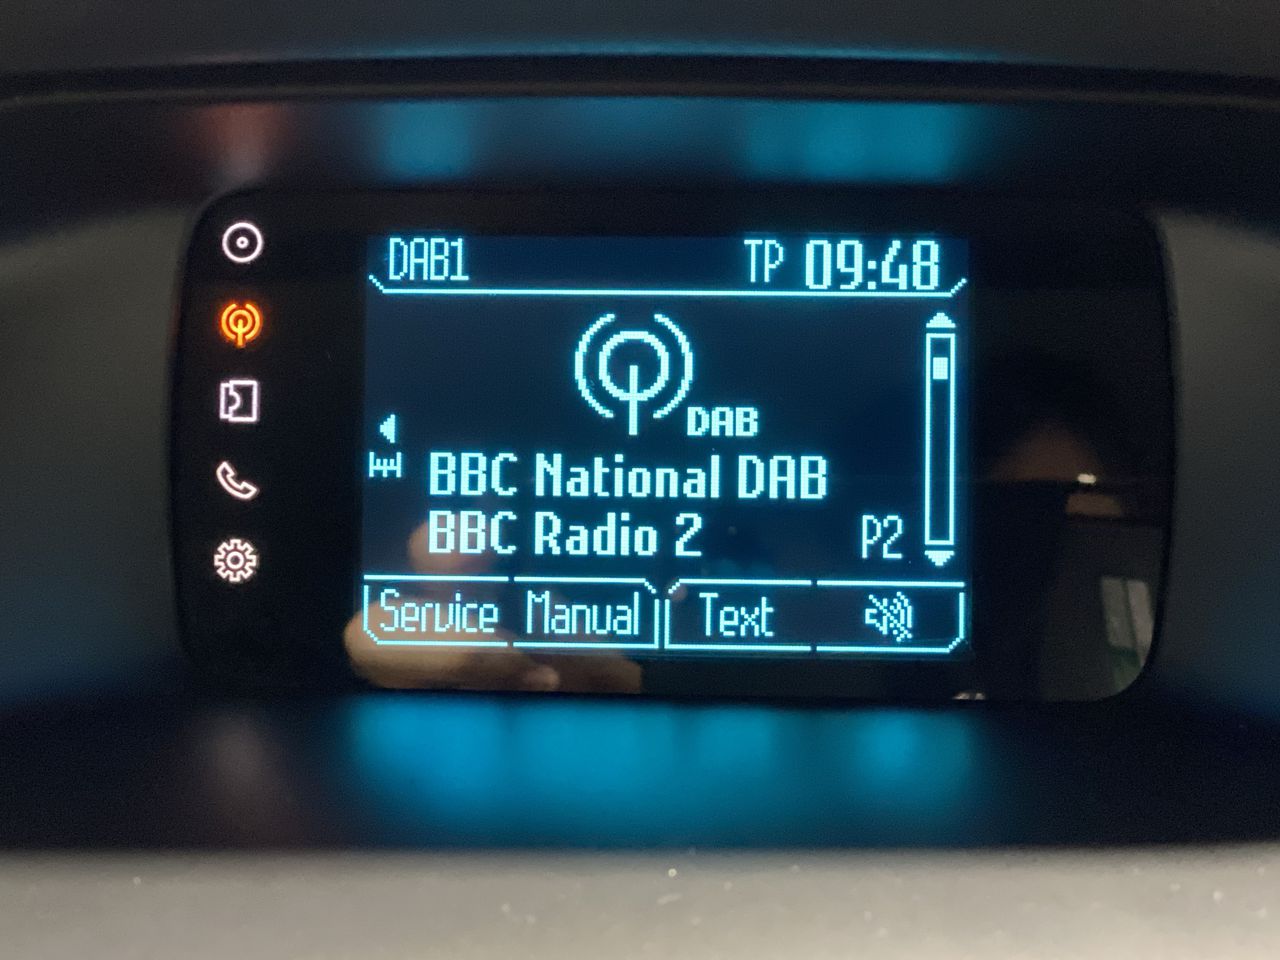 DAB1 TP 09:48
DAB
BBC National DAB
BBC Radio 2 P2
Service Manual Text